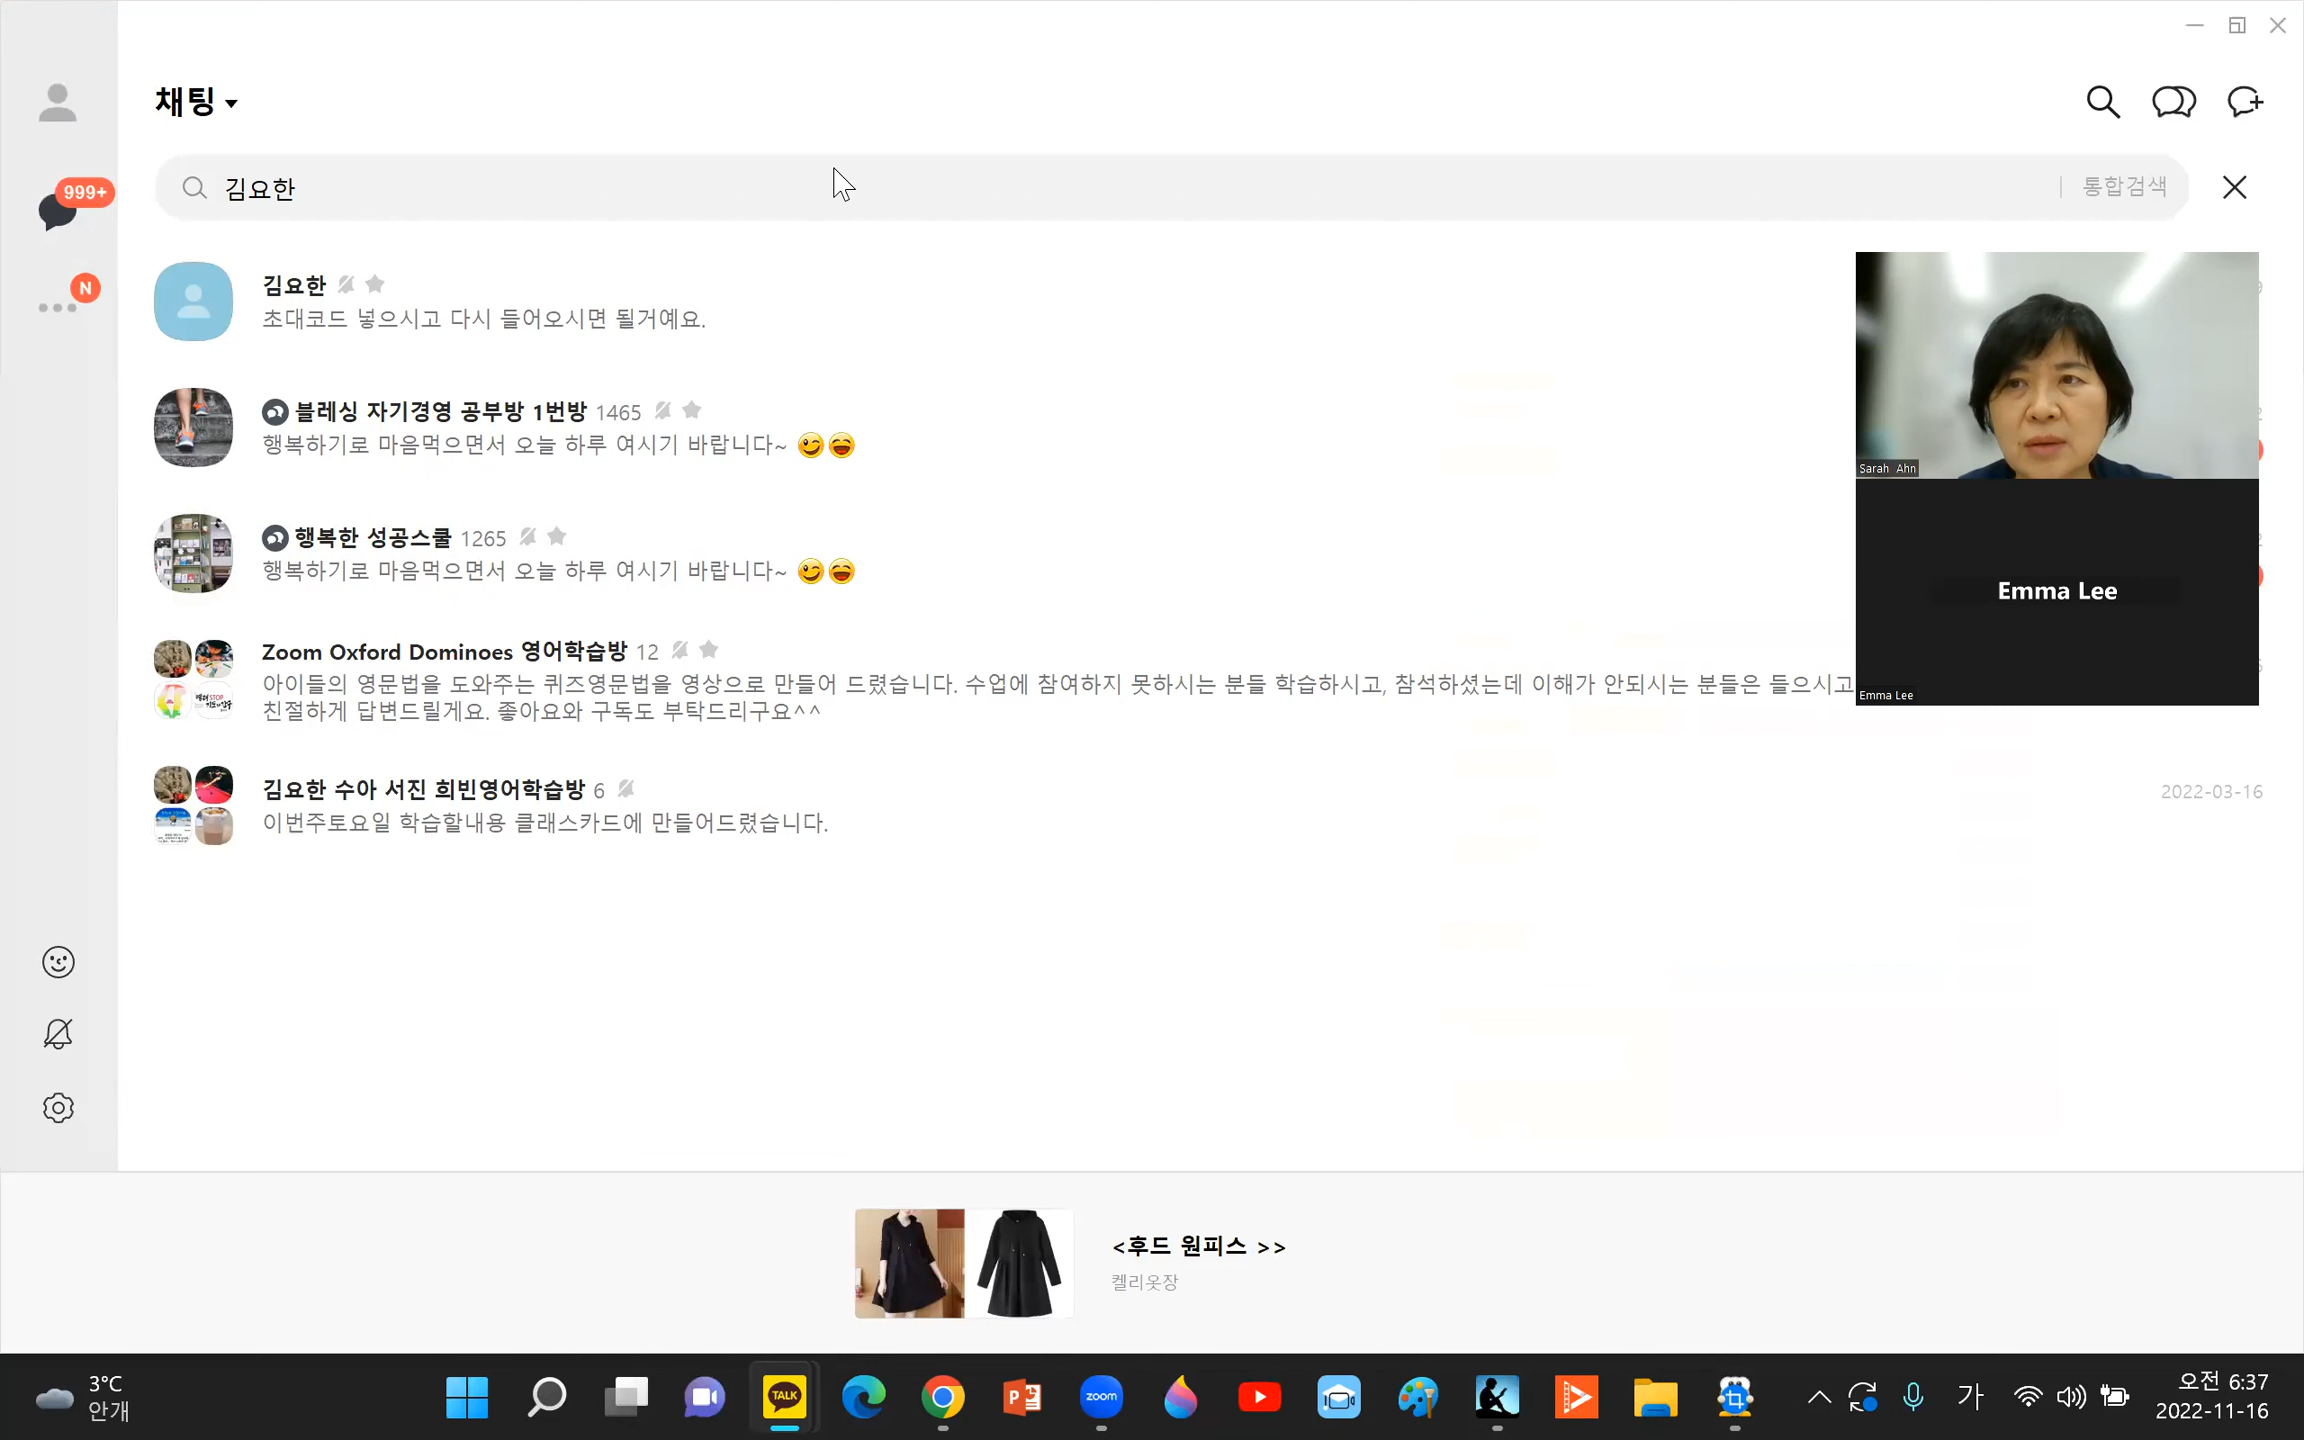 채팅
999+
김요한
통합검색
N
김요한
초대코드 넣으시고 다시 들어오시면 될거예요.
블레싱 자기경영 공부방 1번방 1465
행복하기로 마음먹으면서 오늘 하루 여시기 바랍니다~
Sarah Ahn
행복한 성공스쿨 1265
행복하기로 마음먹으면서 오늘 하루 여시기 바랍니다~
Emma Lee
Zoom Oxford Dominoes 영어학습방 12
아이들의 영문법을 도와주는 퀴즈영문법을 영상으로 만들어 드렸습니다. 수업에 참여하지 못하시는 분들 학습하시고, 참석하셨는데 이해가 안되시는 분들은 들으시고
친절하게 답변드릴게요. 좋아요와 구독도 부탁드리구요^^
Emma Lee
김요한 수아 서진 희빈영어학습방 6
2022-03-16
이번주토요일 학습할내용 클래스카드에 만들어드렸습니다.
<후드 원피스 >>
켈리옷장
3°C
안개
TALK
zoom
가
오전 6:37
2022-11-16